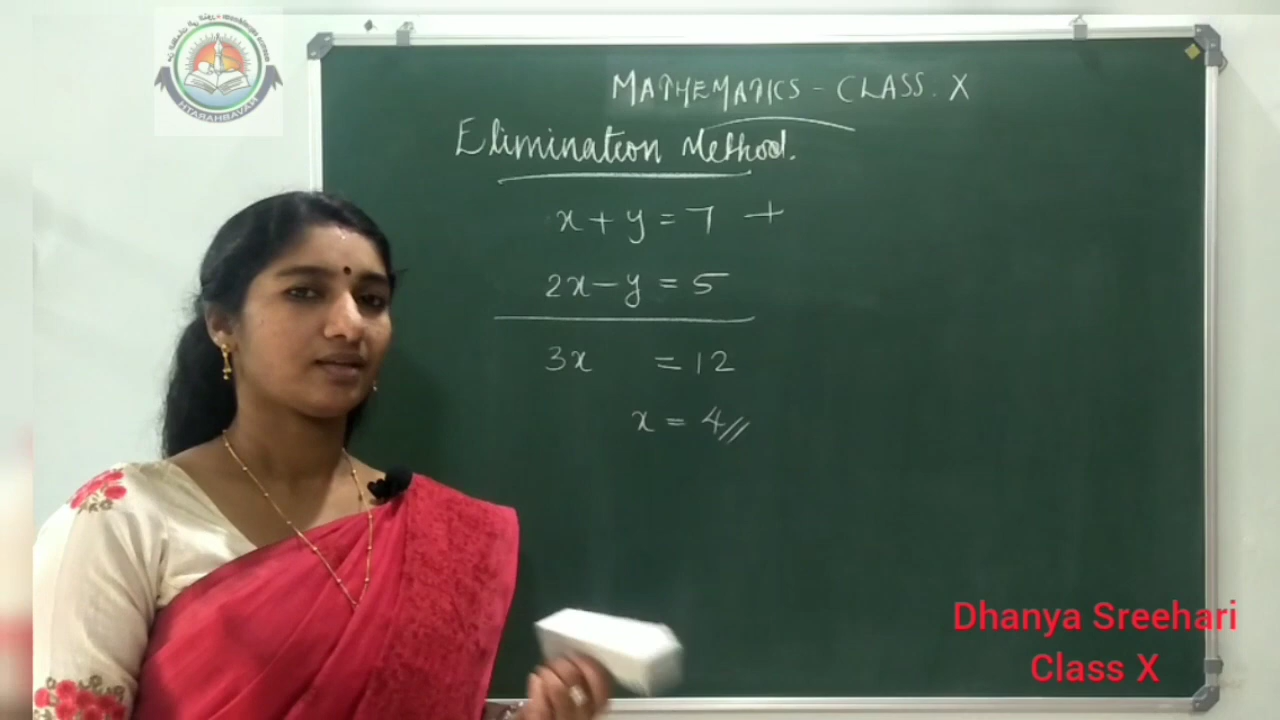 MATHEMATICS - CLASS. X
Elimination Method.
x + y = 7 +
2x - y = 5
3x = 12
x = 4//
Dhanya Sreehari
Class X